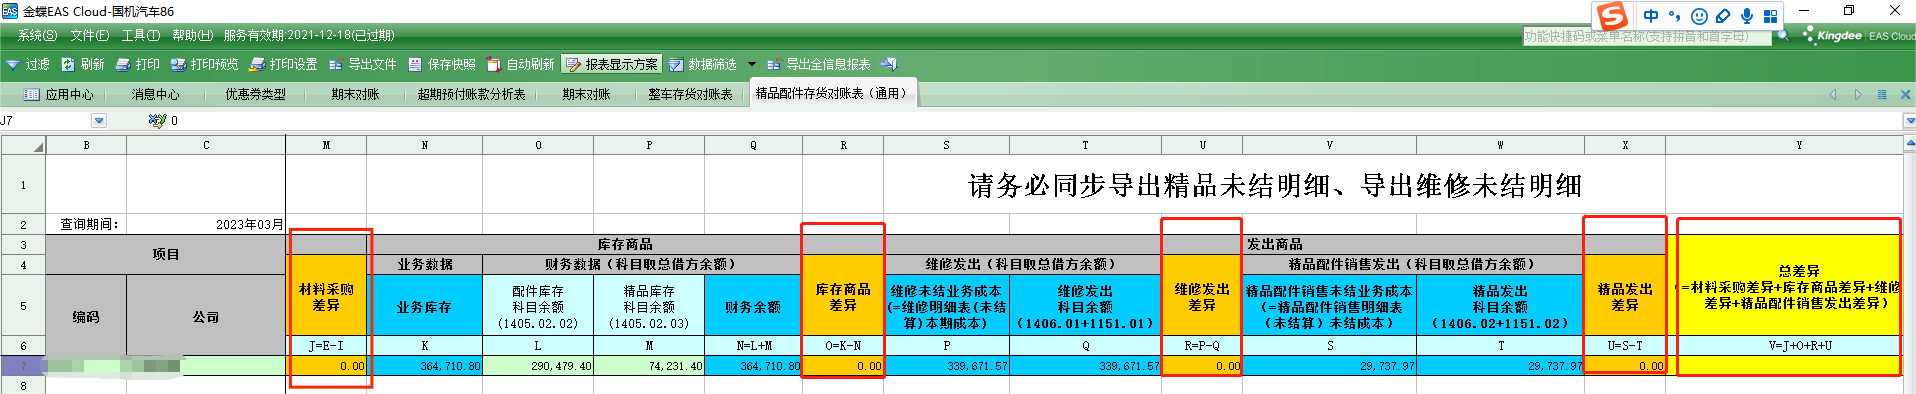 金蝶EAS Cloud-国机汽车86
中
系统(S) 文件(F) 工具(T) 帮助(H) 服务有效期:2021-12-18(已过期)
功能快捷码或菜单名称(支持拼音和首字母)
Kingdee | EAS Cloud
过滤 刷新 打印 打印预览 打印设置 导出文件 保存快照 自动刷新 报表显示方案 数据筛选 导出全信息报表
应用中心 消息中心 优惠券类型 期末对账 超期预付账款分析表 期末对账 整车存货对账表 精品配件存货对账表（通用）
J7 0
B C M N O P Q R S T U V W X Y
1 请务必同步导出精品未结明细、导出维修未结明细
2 查询期间: 2023年03月
3 项目 库存商品 发出商品
4 业务数据 财务数据（科目取总借方余额） 维修发出（科目取总借方余额） 精品配件销售发出（科目取总借方余额）
5 编码 公司
材料采购
差异
业务库存
配件库存
科目余额
(1405.02.02)
精品库存
科目余额
(1405.02.03)
财务余额
库存商品
差异
维修未结业务成本
(=维修明细表(未结
算)本期成本)
维修发出
科目余额
(1406.01+1151.01)
维修发出
差异
精品配件销售未结业务成本
(=精品配件销售明细表
（未结算）未结成本)
精品发出
科目余额
(1406.02+1151.02)
精品发出
差异
总差异
=材料采购差异+库存商品差异+维修
差异+精品配件销售发出差异）
6 J=E-I K L M N=L+M O=K-N P Q R=P-Q S T U=S-T V=J+O+R+U
7 0.00 364,710.80 290,479.40 74,231.40 364,710.80 0.00 339,671.57 339,671.57 0.00 29,737.97 29,737.97 0.00
8